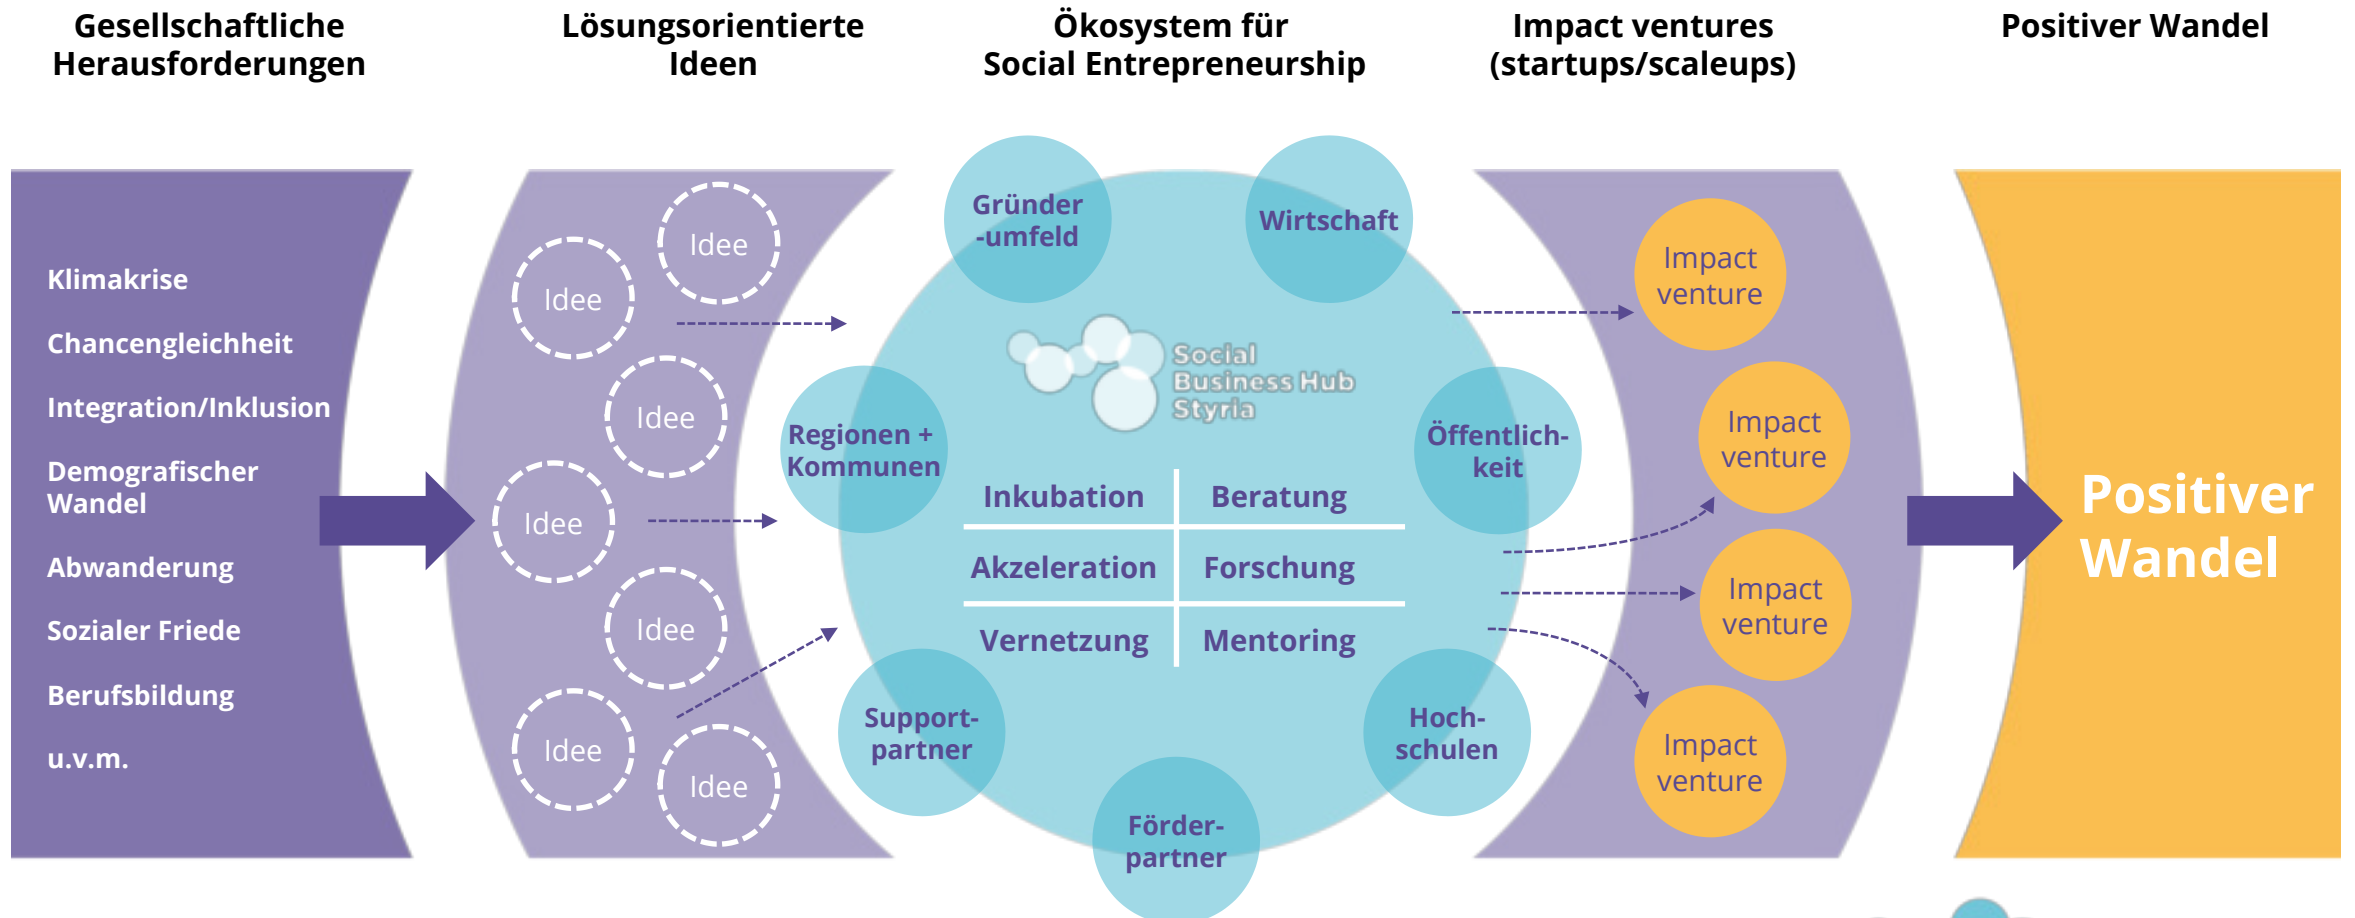 Gesellschaftliche
Herausforderungen
Lösungsorientierte
Ideen
Ökosystem für
Social Entrepreneurship
Impact ventures
(startups/scaleups)
Positiver Wandel
Klimakrise
Chancengleichheit
Integration/Inklusion
Demografischer
Wandel
Abwanderung
Sozialer Friede
Berufsbildung
u.v.m.
Idee
Idee
Idee
Idee
Idee
Idee
Idee
Gründer
-umfeld
Wirtschaft
Regionen +
Kommunen
Öffentlich-
keit
Support-
partner
Hoch-
schulen
Förder-
partner
Social
Business Hub
Styria
Inkubation
Beratung
Akzeleration
Forschung
Vernetzung
Mentoring
Impact
venture
Impact
venture
Impact
venture
Impact
venture
Positiver
Wandel